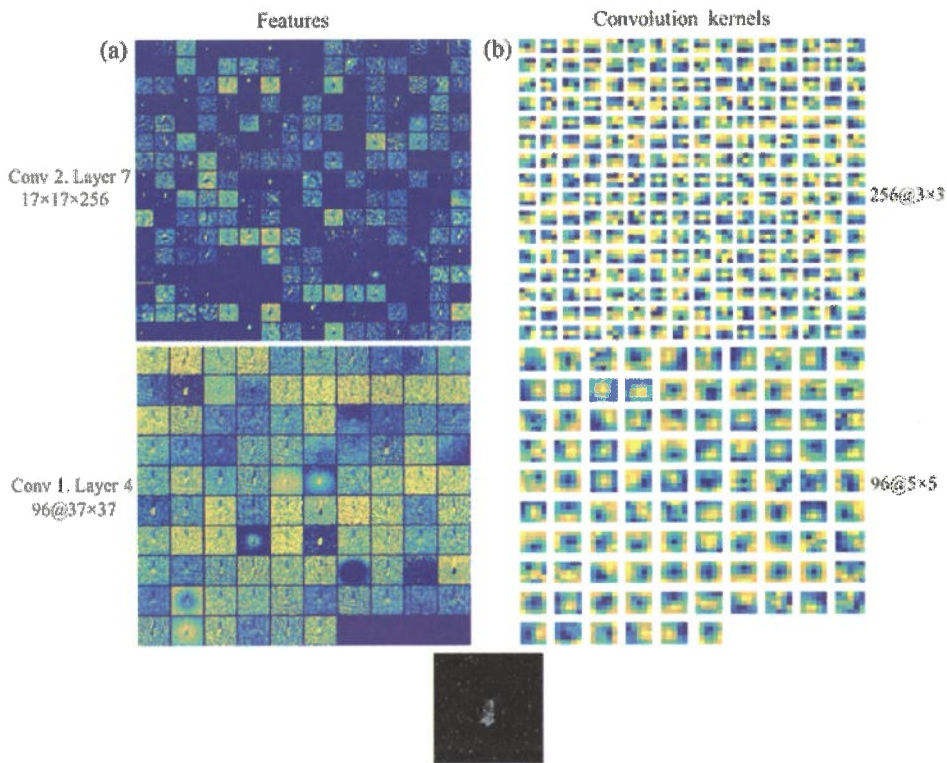 Features
Convolution kernels
(a)
(b)
Conv 2. Layer 7
17×17×256
256@3×3
Conv 1. Layer 4
96@37×37
96@5×5